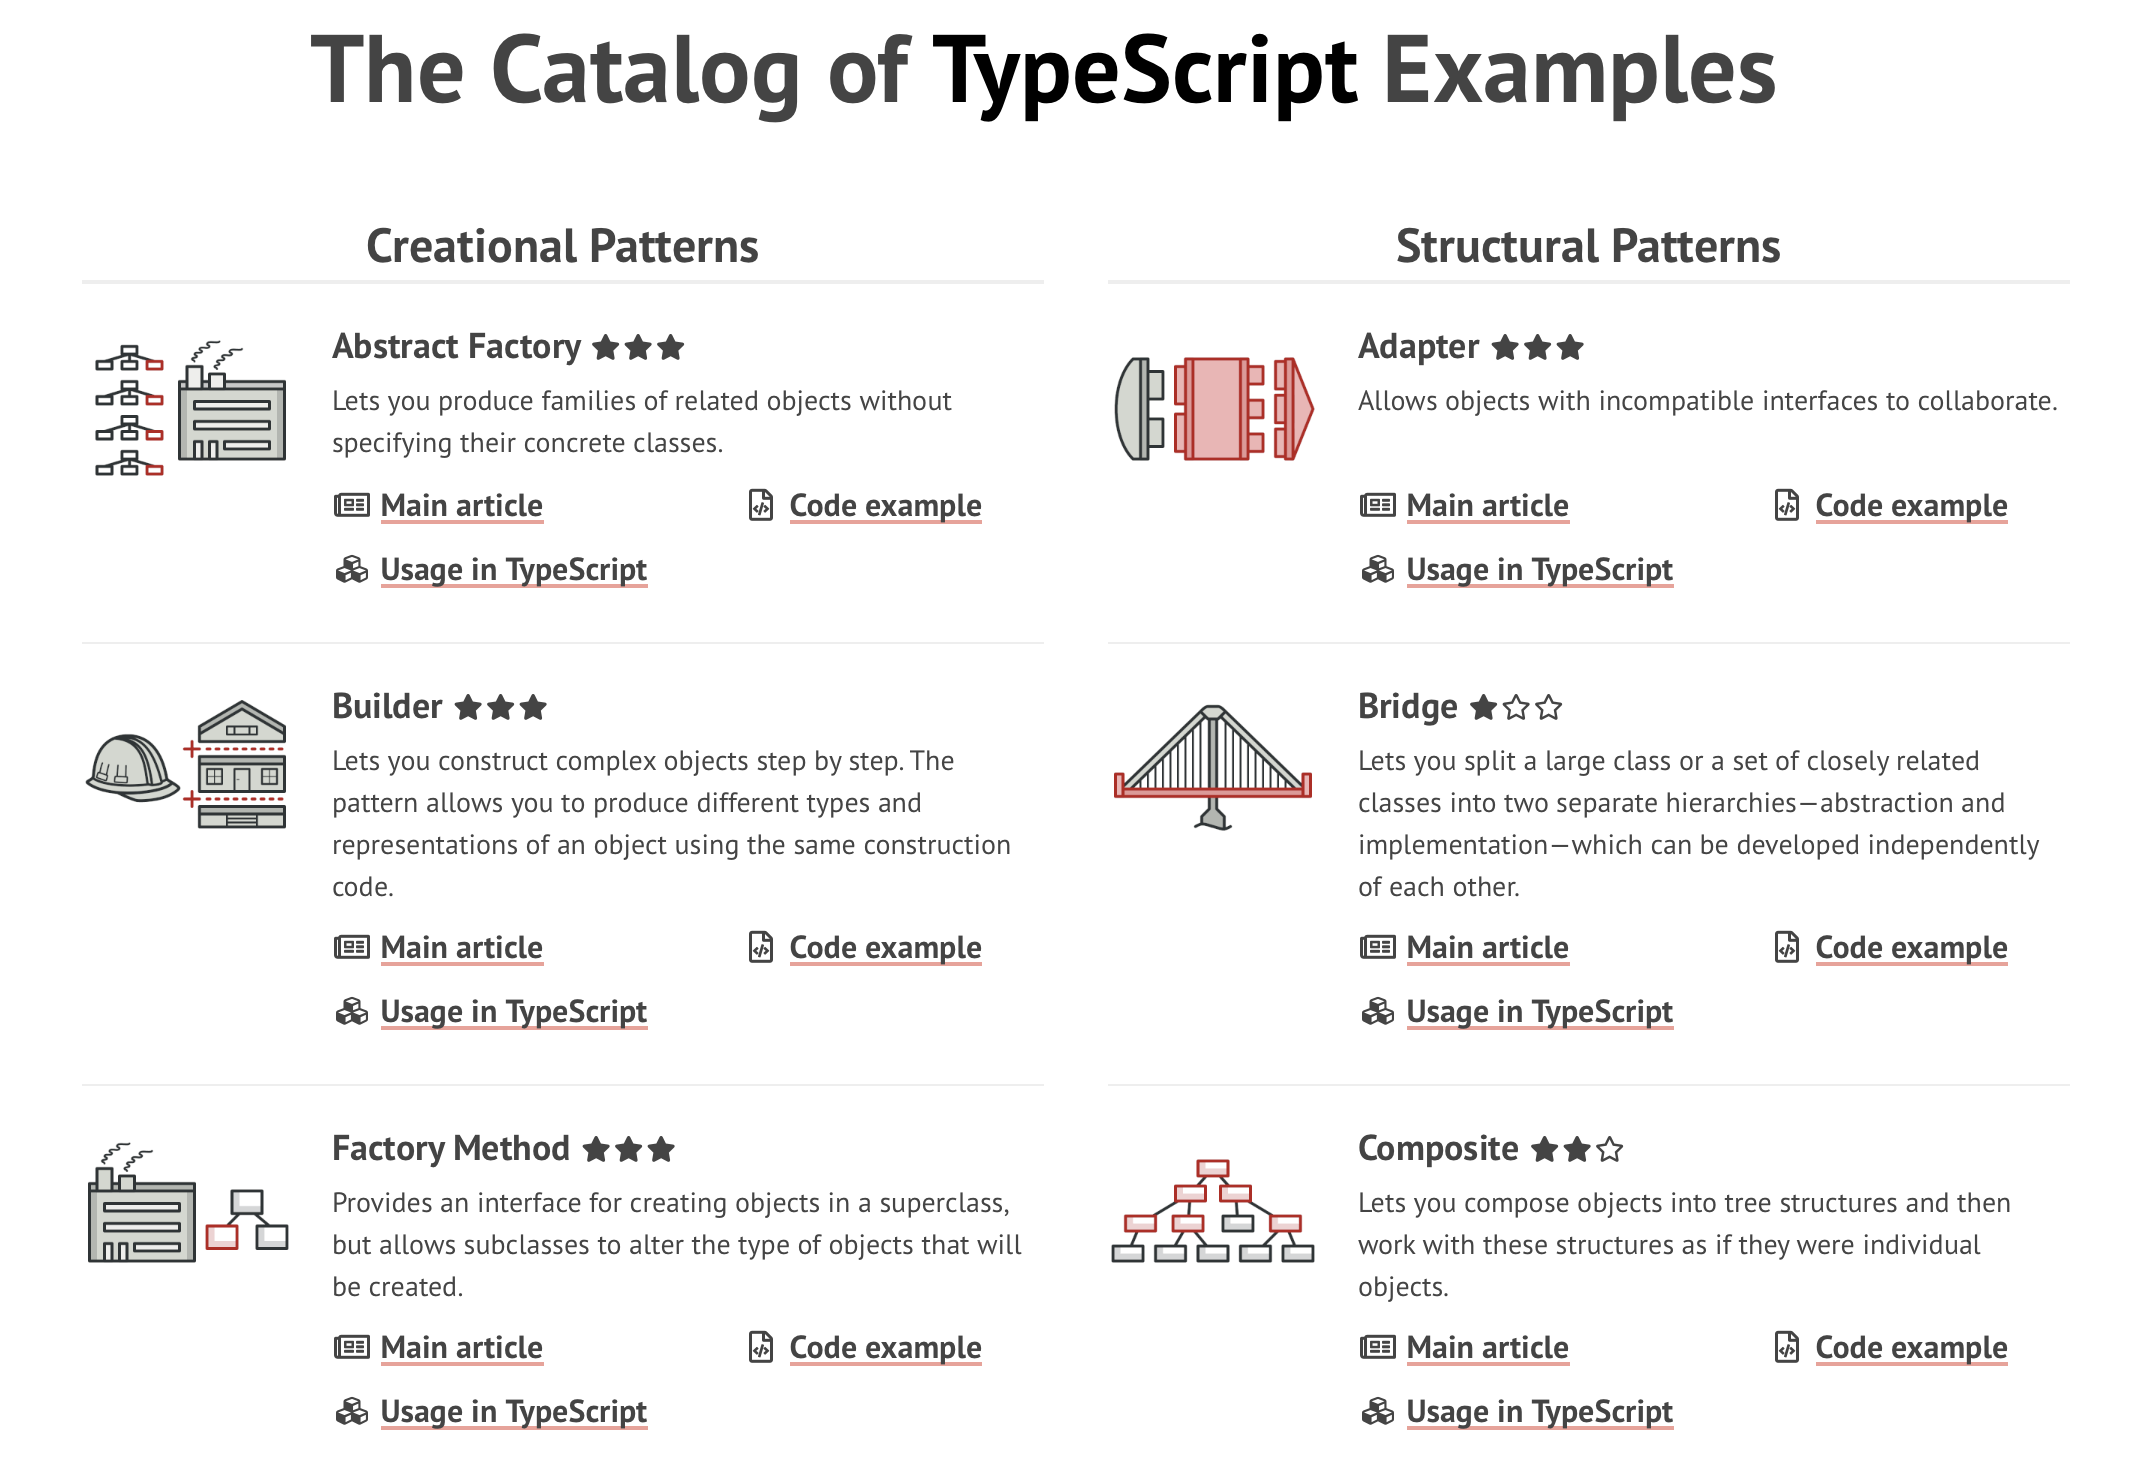 The Catalog of TypeScript Examples
Creational Patterns
Abstract Factory ★★★
Lets you produce families of related objects without
specifying their concrete classes.
Main article
Code example
Usage in TypeScript
Builder ★★★
Lets you construct complex objects step by step. The
pattern allows you to produce different types and
representations of an object using the same construction
code.
Main article
Code example
Usage in TypeScript
Factory Method ★★★
Provides an interface for creating objects in a superclass,
but allows subclasses to alter the type of objects that will
be created.
Main article
Code example
Usage in TypeScript
Structural Patterns
Adapter ★★★
Allows objects with incompatible interfaces to collaborate.
Main article
Code example
Usage in TypeScript
Bridge ★☆☆
Lets you split a large class or a set of closely related
classes into two separate hierarchies—abstraction and
implementation—which can be developed independently
of each other.
Main article
Code example
Usage in TypeScript
Composite ★★☆
Lets you compose objects into tree structures and then
work with these structures as if they were individual
objects.
Main article
Code example
Usage in TypeScript